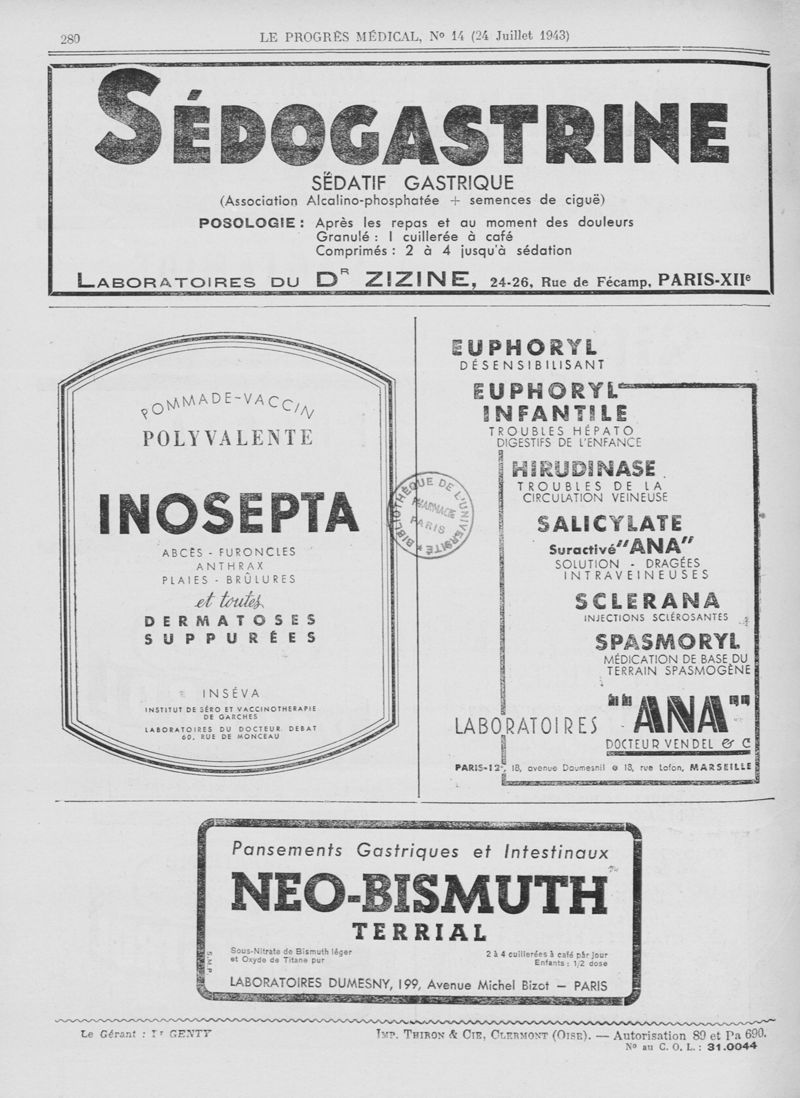 280
LE PROGRÈS MÉDICAL, Nº 14 (24 Juillet 1943)
SÉDOGASTRINE
SÉDATIF GASTRIQUE
(Association Alcalino-phosphatée + semences de ciguë)
POSOLOGIE : Après les repas et au moment des douleurs
Granulé : 1 cuillerée à café
Comprimés : 2 à 4 jusqu'à sédation
LABORATOIRES DU DR ZIZINE, 24-26, Rue de Fécamp, PARIS-XIIe
POMMADE-VACCIN
POLYVALENTE
INOSEPTA
ABCÈS - FURONCLES
ANTHRAX
PLAIES - BRÛLURES
et toutes
DERMATOSES
SUPPURÉES
INSÉVA
INSTITUT DE SÉRO ET VACCINOTHERAPIE
DE GARCHES
LABORATOIRES DU DOCTEUR DEBAT
60, RUE DE MONCEAU
EUPHORYL
DÉSENSIBILISANT
EUPHORYL
INFANTILE
TROUBLES HÉPATO
DIGESTIFS DE L'ENFANCE
HIRUDINASE
TROUBLES DE LA
CIRCULATION VEINEUSE
SALICYLATE
Suractivé "ANA"
SOLUTION - DRAGÉES
INTRAVEINEUSES
SCLERANA
INJECTIONS SCLÉROSANTES
SPASMORYL
MÉDICATION DE BASE DU
TERRAIN SPASMOGÈNE
LABORATOIRES "ANA"
DOCTEUR VENDEL & C
PARIS-12e, 18, avenue Daumesnil 18, rue Lafon, MARSEILLE
BIBLIOTHÈQUE DE L'UNIVERSITÉ
PHARMACIE
PARIS
Pansements Gastriques et Intestinaux
NEO-BISMUTH
TERRIAL
Sous-Nitrate de Bismuth léger
et Oxyde de Titane pur
2 à 4 cuillerées à café par jour
Enfants : 1/2 dose
S.M.P.
LABORATOIRES DUMESNY, 199, Avenue Michel Bizot — PARIS
Le Gérant : Dr GENTY
IMP. THIRON & CIE, CLERMONT (OISE). — Autorisation 89 et Pa 690.
Nº au C. O. L. : 31.0044